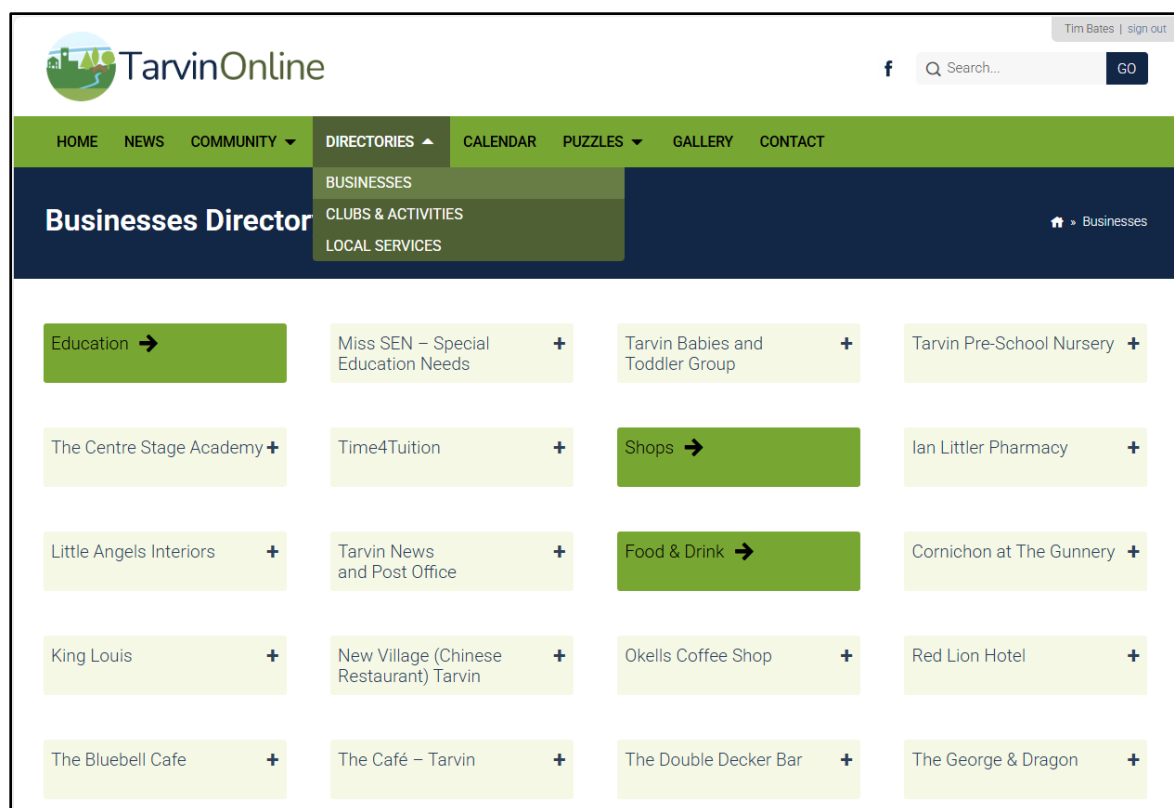 Tim Bates | sign out
TarvinOnline
f
Search...
GO
HOME NEWS COMMUNITY DIRECTORIES CALENDAR PUZZLES GALLERY CONTACT
BUSINESSES
CLUBS & ACTIVITIES
LOCAL SERVICES
Businesses Director
» Businesses
Education
Miss SEN – Special
Education Needs
Tarvin Babies and
Toddler Group
Tarvin Pre-School Nursery
The Centre Stage Academy
Time4Tuition
Shops
Ian Littler Pharmacy
Little Angels Interiors
Tarvin News
and Post Office
Food & Drink
Cornichon at The Gunnery
King Louis
New Village (Chinese
Restaurant) Tarvin
Okells Coffee Shop
Red Lion Hotel
The Bluebell Cafe
The Café – Tarvin
The Double Decker Bar
The George & Dragon